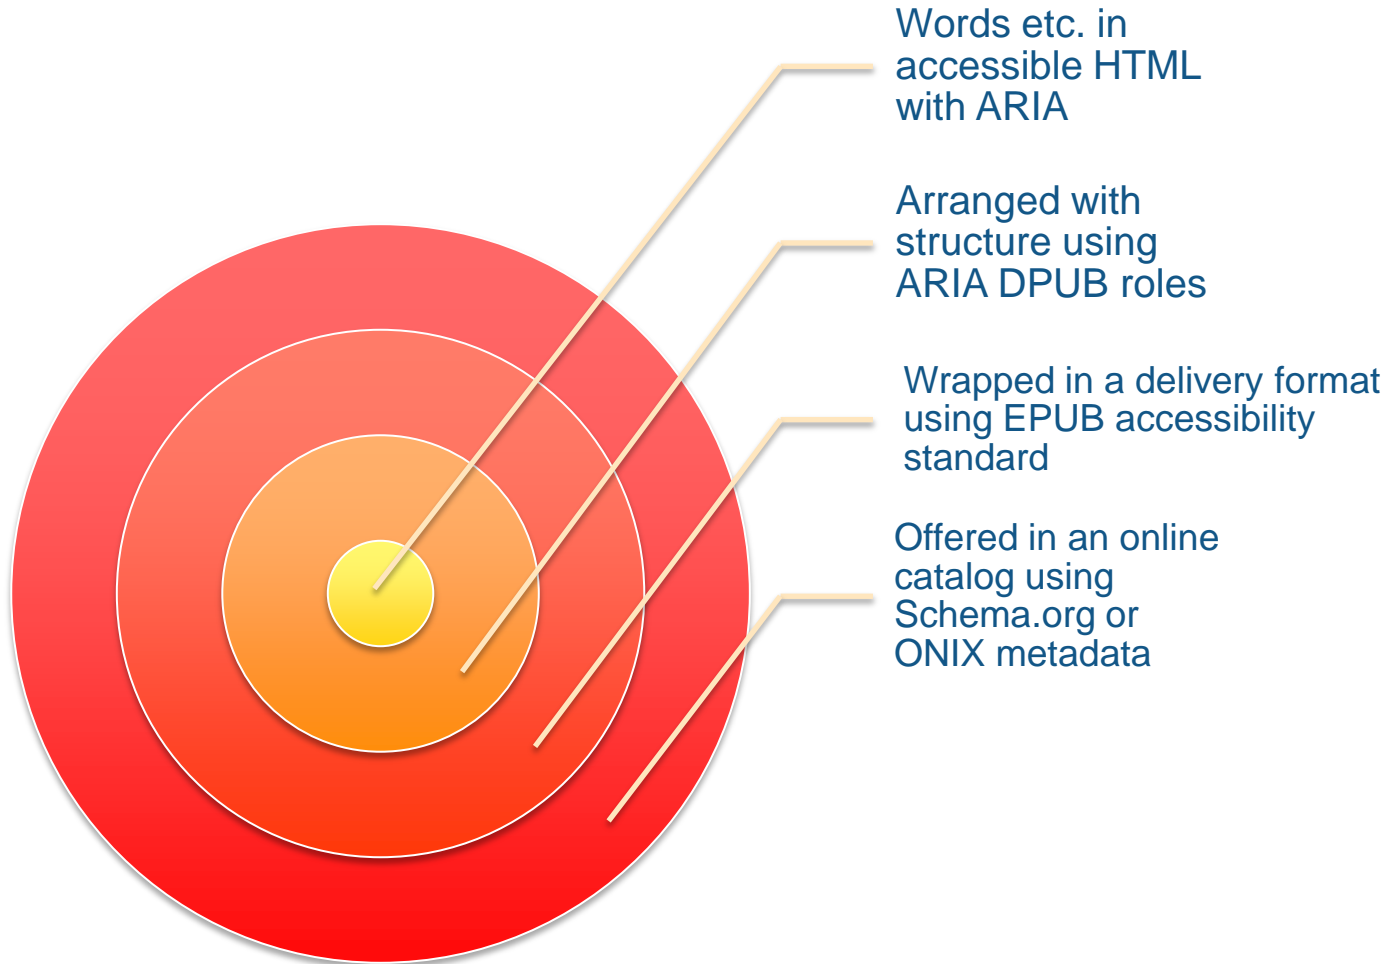 Words etc. in
accessible HTML
with ARIA
Arranged with
structure using
ARIA DPUB roles
Wrapped in a delivery format
using EPUB accessibility
standard
Offered in an online
catalog using
Schema.org or
ONIX metadata